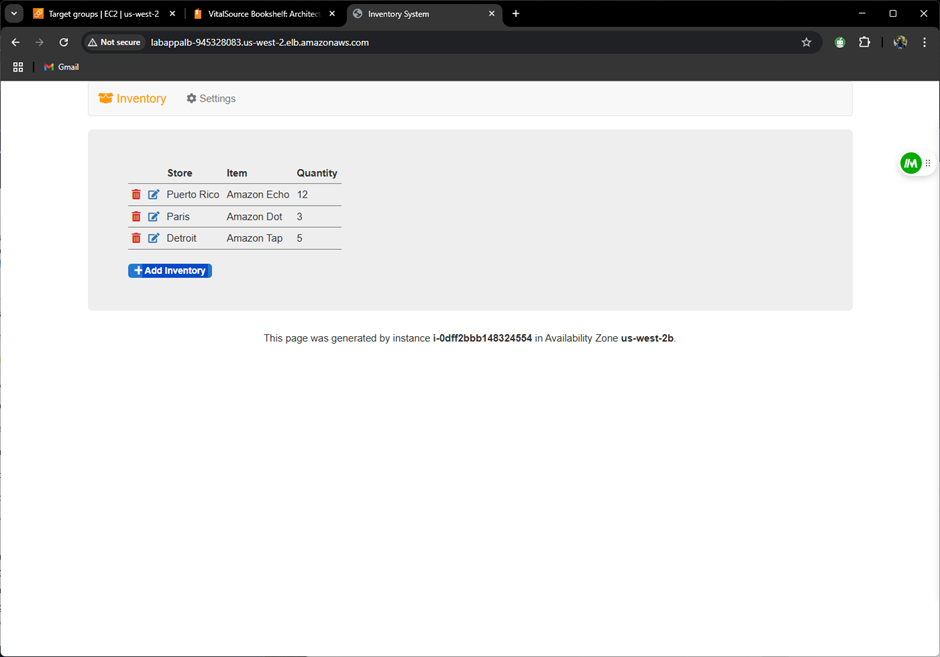 Target groups | EC2 | us-west-2
VitalSource Bookshelf: Architect
Inventory System
Not secure
labappalb-945328083.us-west-2.elb.amazonaws.com
Gmail
Inventory
Settings
Store Item Quantity
Puerto Rico Amazon Echo 12
Paris Amazon Dot 3
Detroit Amazon Tap 5
Add Inventory
This page was generated by instance i-0dff2bbb148324554 in Availability Zone us-west-2b.